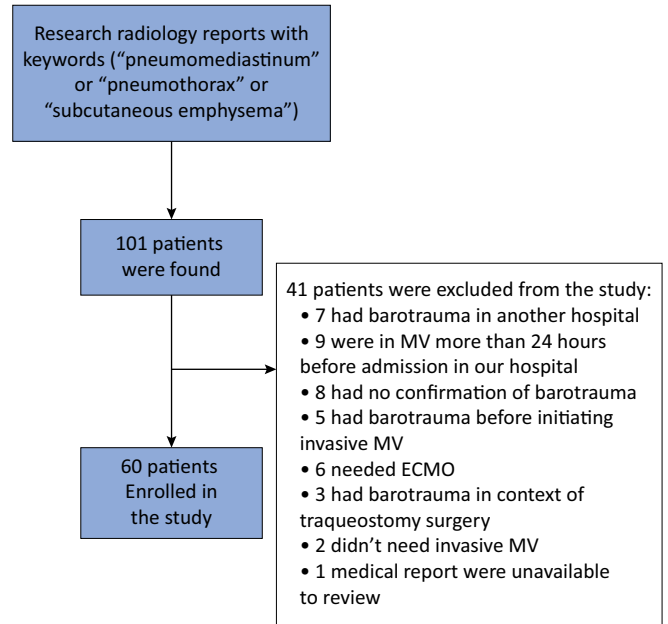 Research radiology reports with
keywords (“pneumomediastinum”
or “pneumothorax” or
“subcutaneous emphysema”)
101 patients
were found
41 patients were excluded from the study:
• 7 had barotrauma in another hospital
• 9 were in MV more than 24 hours
before admission in our hospital
• 8 had no confirmation of barotrauma
• 5 had barotrauma before initiating
invasive MV
• 6 needed ECMO
• 3 had barotrauma in context of
traqueostomy surgery
• 2 didn’t need invasive MV
• 1 medical report were unavailable
to review
60 patients
Enrolled in
the study